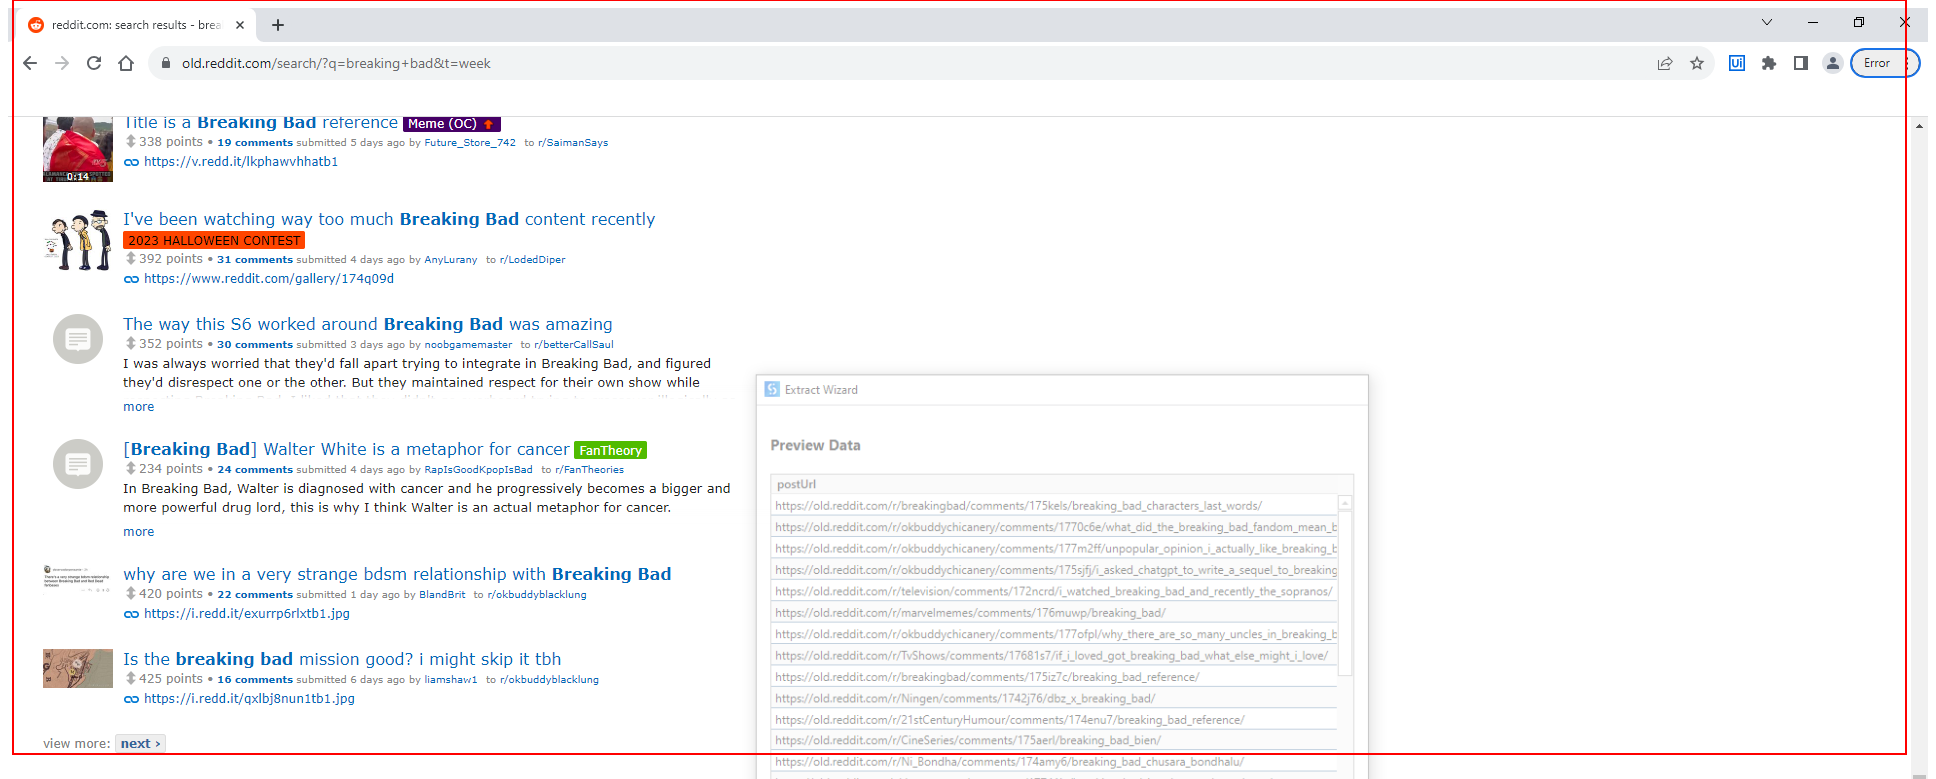 reddit.com: search results - brea
old.reddit.com/search/?q=breaking+bad&t=week
Error
Title is a Breaking Bad reference Meme (OC)
338 points • 19 comments submitted 5 days ago by Future_Store_742 to r/SaimanSays
https://v.redd.it/lkphawvhhatb1
0:14
I've been watching way too much Breaking Bad content recently
2023 HALLOWEEN CONTEST
392 points • 31 comments submitted 4 days ago by AnyLurany to r/LodedDiper
https://www.reddit.com/gallery/174q09d
The way this S6 worked around Breaking Bad was amazing
352 points • 30 comments submitted 3 days ago by noobgamemaster to r/betterCallSaul
I was always worried that they'd fall apart trying to integrate in Breaking Bad, and figured
they'd disrespect one or the other. But they maintained respect for their own show while
more
[Breaking Bad] Walter White is a metaphor for cancer FanTheory
234 points • 24 comments submitted 4 days ago by RapIsGoodKpopIsBad to r/FanTheories
In Breaking Bad, Walter is diagnosed with cancer and he progressively becomes a bigger and
more powerful drug lord, this is why I think Walter is an actual metaphor for cancer.
more
why are we in a very strange bdsm relationship with Breaking Bad
420 points • 22 comments submitted 1 day ago by BlandBrit to r/okbuddyblacklung
https://i.redd.it/exurrp6rlxtb1.jpg
Is the breaking bad mission good? i might skip it tbh
425 points • 16 comments submitted 6 days ago by liamshaw1 to r/okbuddyblacklung
https://i.redd.it/qxlbj8nun1tb1.jpg
view more: next ›
Extract Wizard
Preview Data
postUrl
https://old.reddit.com/r/breakingbad/comments/175kels/breaking_bad_characters_last_words/
https://old.reddit.com/r/okbuddychicanery/comments/1770c6e/what_did_the_breaking_bad_fandom_mean_b
https://old.reddit.com/r/okbuddychicanery/comments/177m2ff/unpopular_opinion_i_actually_like_breaking_b
https://old.reddit.com/r/okbuddychicanery/comments/175sjfj/i_asked_chatgpt_to_write_a_sequel_to_breaking
https://old.reddit.com/r/television/comments/172ncrd/i_watched_breaking_bad_and_recently_the_sopranos/
https://old.reddit.com/r/marvelmemes/comments/176muwp/breaking_bad/
https://old.reddit.com/r/okbuddychicanery/comments/177ofpl/why_there_are_so_many_uncles_in_breaking_b
https://old.reddit.com/r/TvShows/comments/17681s7/if_i_loved_got_breaking_bad_what_else_might_i_love/
https://old.reddit.com/r/breakingbad/comments/175iz7c/breaking_bad_reference/
https://old.reddit.com/r/Ningen/comments/1742j76/dbz_x_breaking_bad/
https://old.reddit.com/r/21stCenturyHumour/comments/174enu7/breaking_bad_reference/
https://old.reddit.com/r/CineSeries/comments/175aerl/breaking_bad_bien/
https://old.reddit.com/r/Ni_Bondha/comments/174amy6/breaking_bad_chusara_bondhalu/